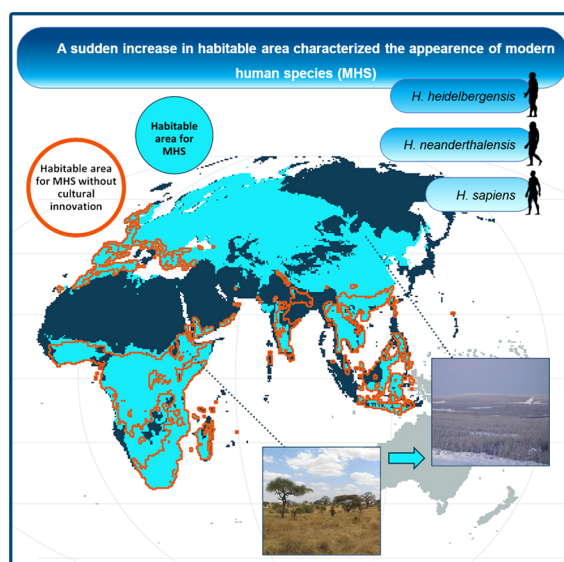 A sudden increase in habitable area characterized the appearence of modern
human species (MHS)
H. heidelbergensis
H. neanderthalensis
H. sapiens
Habitable
area for
MHS
Habitable area
for MHS without
cultural
innovation